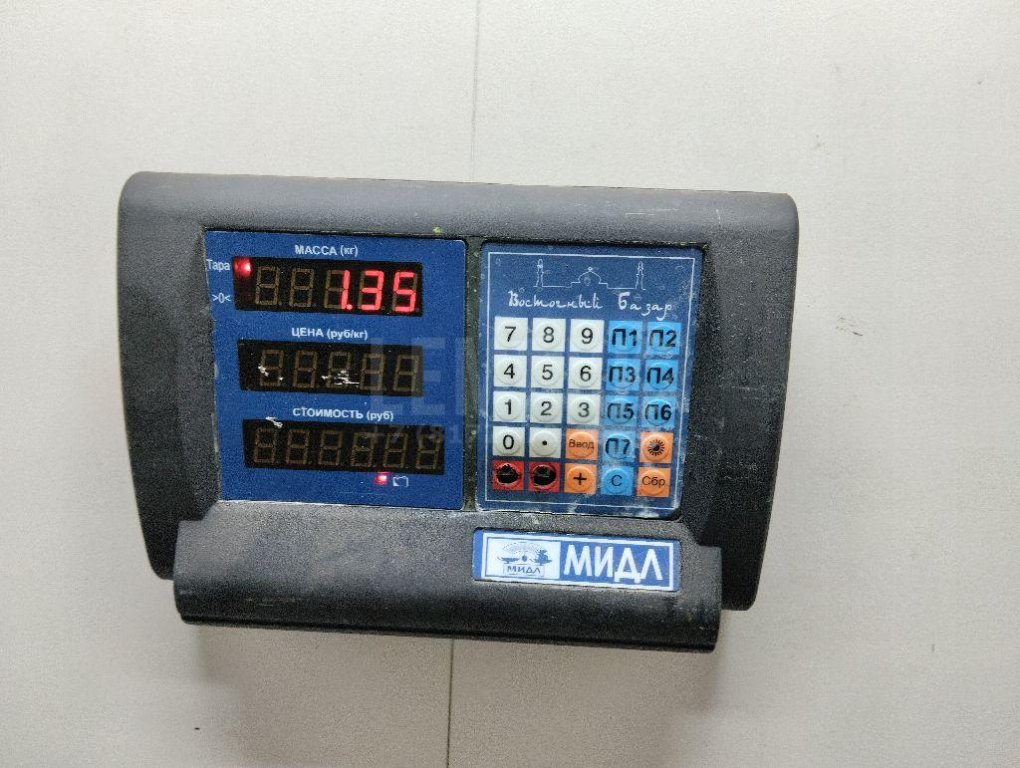 МАССА (кг)
Тара
1.35
>0<
ЦЕНА (руб/кг)
СТОИМОСТЬ (руб)
Восточный Базар
7 8 9 П1 П2
4 5 6 П3 П4
1 2 3 П5 П6
0 . Ввод П7
+ С Сбр
МИДЛ
МИДЛ